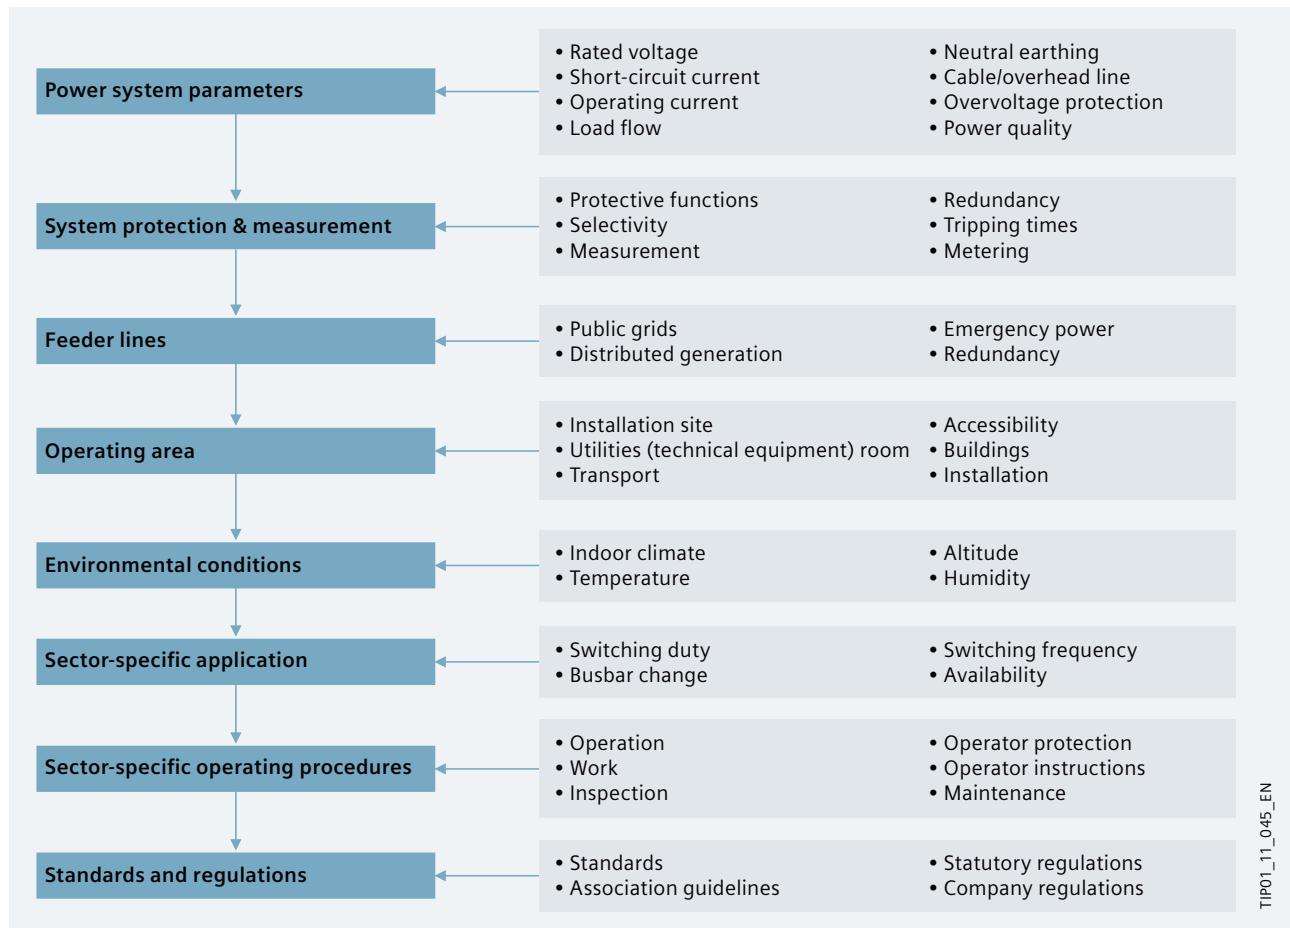 Power system parameters
• Rated voltage
• Short-circuit current
• Operating current
• Load flow
• Neutral earthing
• Cable/overhead line
• Overvoltage protection
• Power quality
System protection & measurement
• Protective functions
• Selectivity
• Measurement
• Redundancy
• Tripping times
• Metering
Feeder lines
• Public grids
• Distributed generation
• Emergency power
• Redundancy
Operating area
• Installation site
• Utilities (technical equipment) room
• Transport
• Accessibility
• Buildings
• Installation
Environmental conditions
• Indoor climate
• Temperature
• Altitude
• Humidity
Sector-specific application
• Switching duty
• Busbar change
• Switching frequency
• Availability
Sector-specific operating procedures
• Operation
• Work
• Inspection
• Operator protection
• Operator instructions
• Maintenance
Standards and regulations
• Standards
• Association guidelines
• Statutory regulations
• Company regulations
TIP01_11_045_EN